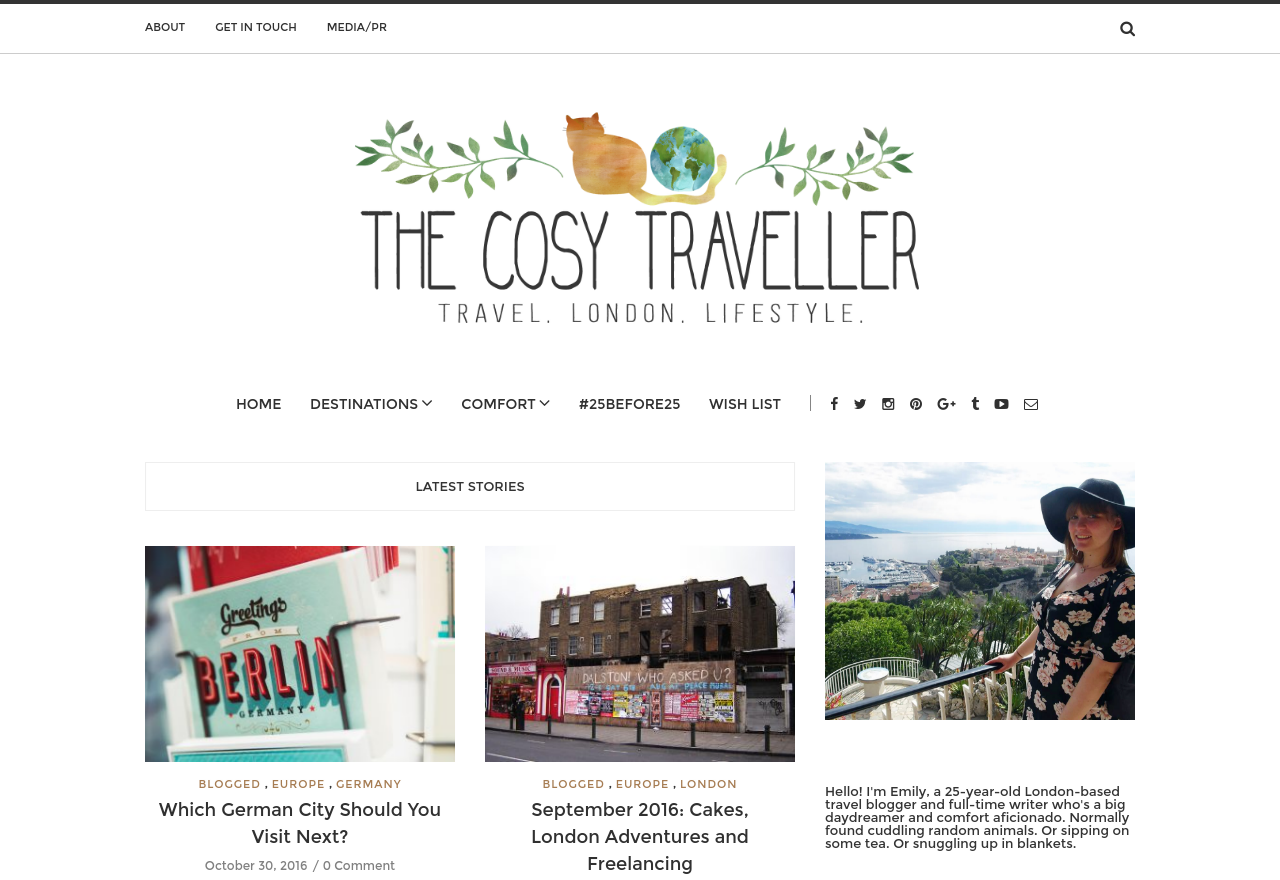 ABOUT
GET IN TOUCH
MEDIA/PR
THE COSY TRAVELLER
TRAVEL. LONDON. LIFESTYLE.
HOME
DESTINATIONS
COMFORT
#25BEFORE25
WISH LIST
LATEST STORIES
Greetings
FROM
BERLIN
GERMANY
BLOGGED , EUROPE , GERMANY
Which German City Should You
Visit Next?
October 30, 2016 / 0 Comment
SOUND & MUSIC
DALSTON! WHO ASKED U?
BLOGGED , EUROPE , LONDON
September 2016: Cakes,
London Adventures and
Freelancing
Hello! I'm Emily, a 25-year-old London-based
travel blogger and full-time writer who's a big
daydreamer and comfort aficionado. Normally
found cuddling random animals. Or sipping on
some tea. Or snuggling up in blankets.